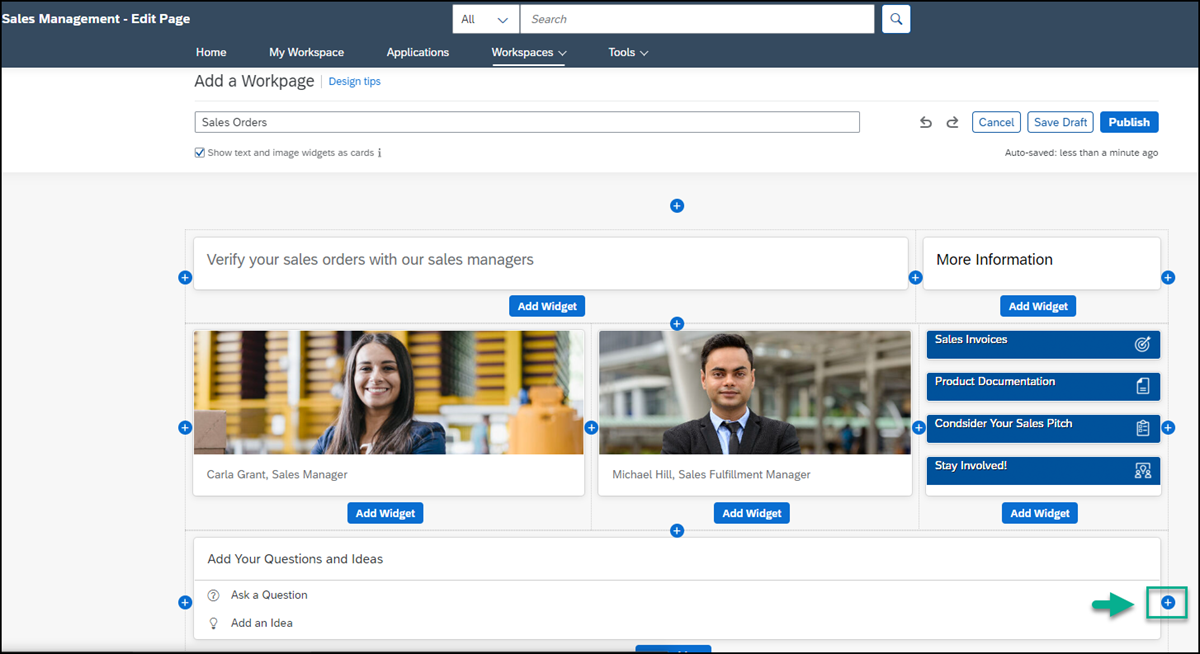 Sales Management - Edit Page
All
Search
Home
My Workspace
Applications
Workspaces
Tools
Add a Workpage
Design tips
Sales Orders
Cancel
Save Draft
Publish
Show text and image widgets as cards
Auto-saved: less than a minute ago
Verify your sales orders with our sales managers
More Information
Add Widget
Add Widget
Sales Invoices
Product Documentation
Condsider Your Sales Pitch
Stay Involved!
Carla Grant, Sales Manager
Michael Hill, Sales Fulfillment Manager
Add Widget
Add Widget
Add Widget
Add Your Questions and Ideas
Ask a Question
Add an Idea